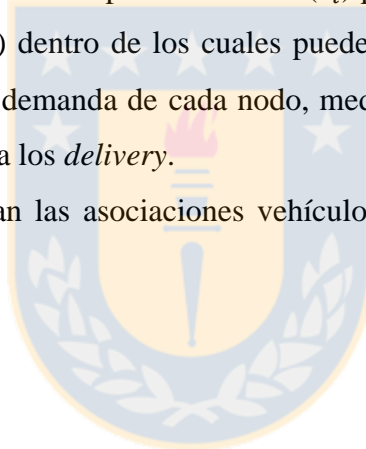 ) dentro de los cuales puede
demanda de cada nodo, med
a los delivery.
an las asociaciones vehículo